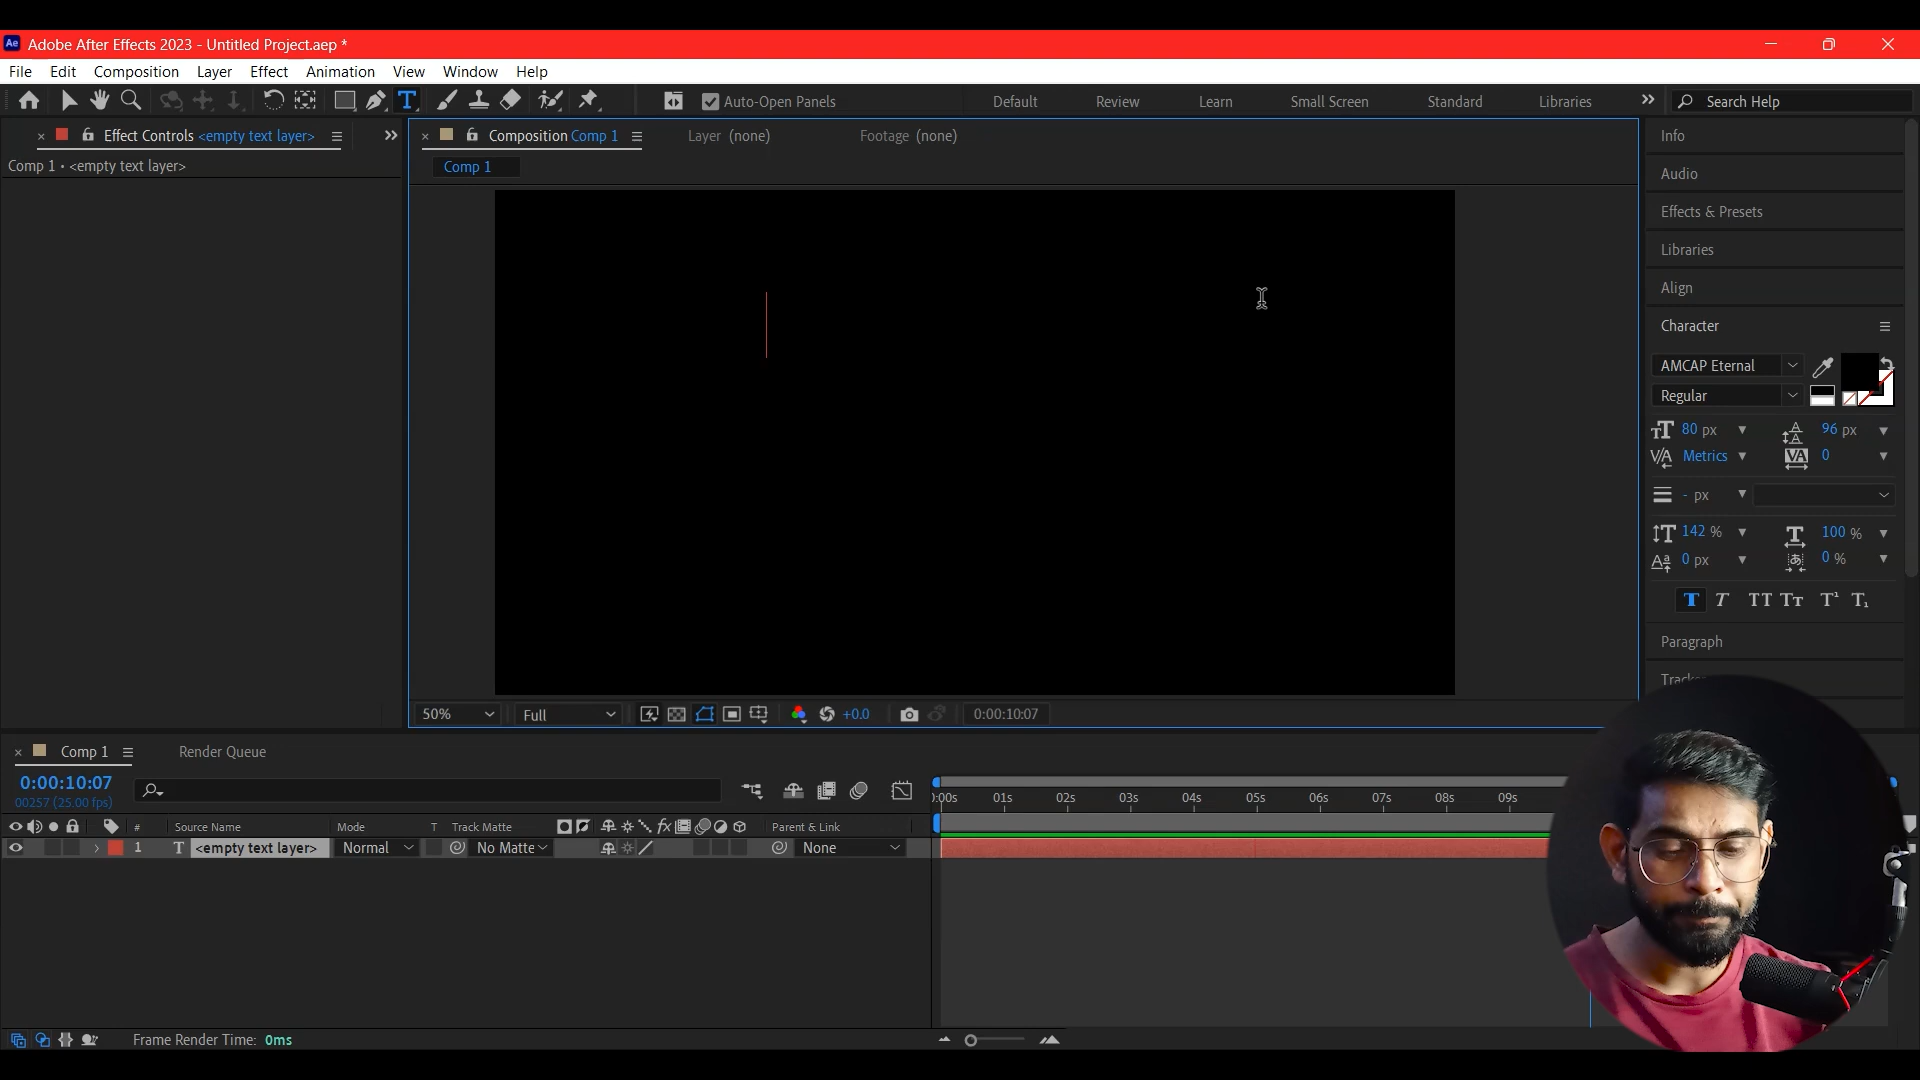 Ae Adobe After Effects 2023 - Untitled Project.aep *
File Edit Composition Layer Effect Animation View Window Help
Auto-Open Panels Default Review Learn Small Screen Standard Libraries Search Help
Effect Controls <empty text layer>
Comp 1 • <empty text layer>
Composition Comp 1 Layer (none) Footage (none)
Comp 1
Info
Audio
Effects & Presets
Libraries
Align
Character
AMCAP Eternal
Regular
80 px 96 px
Metrics 0
- px
142 % 100 %
0 px 0 %
T T TT Tт T¹ T₁
Paragraph
50% Full +0.0 0:00:10:07
Comp 1 Render Queue
0:00:10:07
00257 (25.00 fps)
:00s 01s 02s 03s 04s 05s 06s 07s 08s 09s
# Source Name Mode T Track Matte fx Parent & Link
1 T <empty text layer> Normal No Matte None
Frame Render Time: 0ms